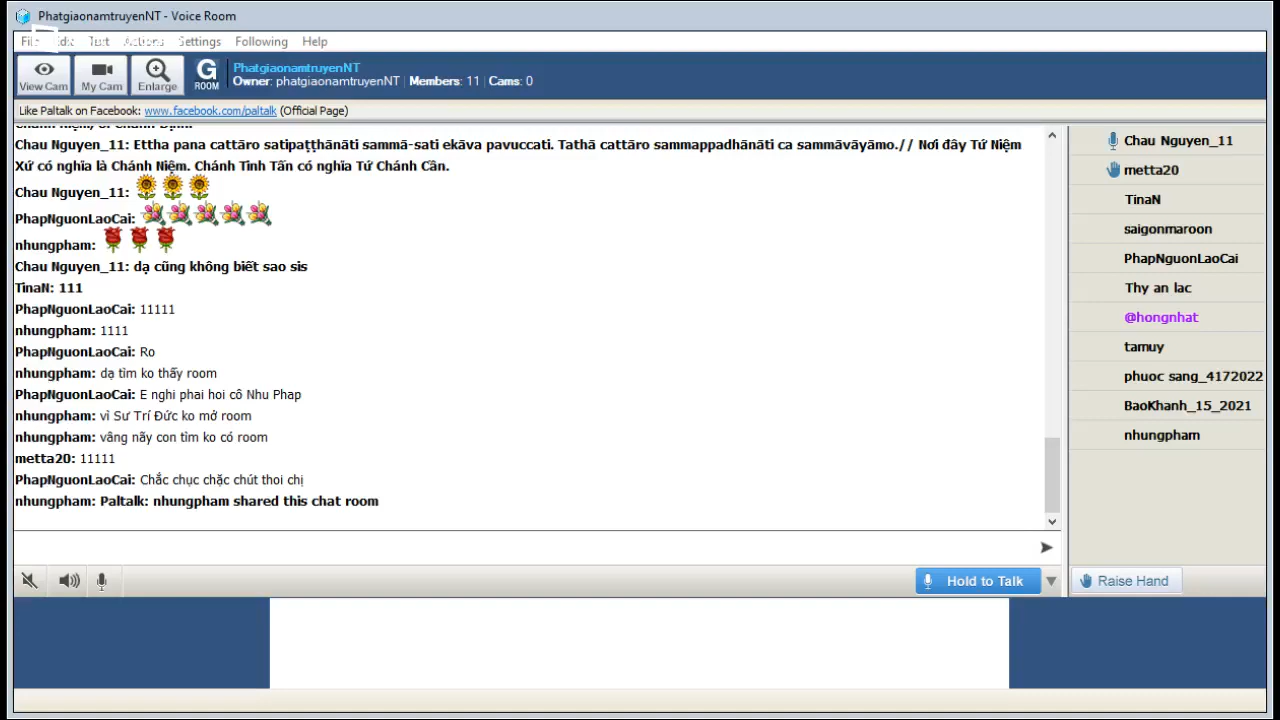 PhatgiaonamtruyenNT - Voice Room
Settings Following Help
View Cam
My Cam
Enlarge
G ROOM
PhatgiaonamtruyenNT
Owner: phatgiaonamtruyenNT | Members: 11 | Cams: 0
Like Paltalk on Facebook: www.facebook.com/paltalk (Official Page)
Chau Nguyen_11: Ettha pana cattāro satipaṭṭhānāti sammā-sati ekāva pavuccati. Tathā cattāro sammappadhānāti ca sammāvāyāmo.// Nơi đây Tứ Niệm
Xứ có nghĩa là Chánh Niệm. Chánh Tinh Tấn có nghĩa Tứ Chánh Cần.
Chau Nguyen_11:
PhapNguonLaoCai:
nhungpham:
Chau Nguyen_11: dạ cũng không biết sao sis
TinaN: 111
PhapNguonLaoCai: 11111
nhungpham: 1111
PhapNguonLaoCai: Ro
nhungpham: dạ tìm ko thấy room
PhapNguonLaoCai: E nghi phai hoi cô Nhu Phap
nhungpham: vì Sư Trí Đức ko mở room
nhungpham: vâng nãy con tìm ko có room
metta20: 11111
PhapNguonLaoCai: Chắc chục chặc chút thoi chị
nhungpham: Paltalk: nhungpham shared this chat room
Hold to Talk
Chau Nguyen_11
metta20
TinaN
saigonmaroon
PhapNguonLaoCai
Thy an lac
@hongnhat
tamuy
phuoc sang_4172022
BaoKhanh_15_2021
nhungpham
Raise Hand